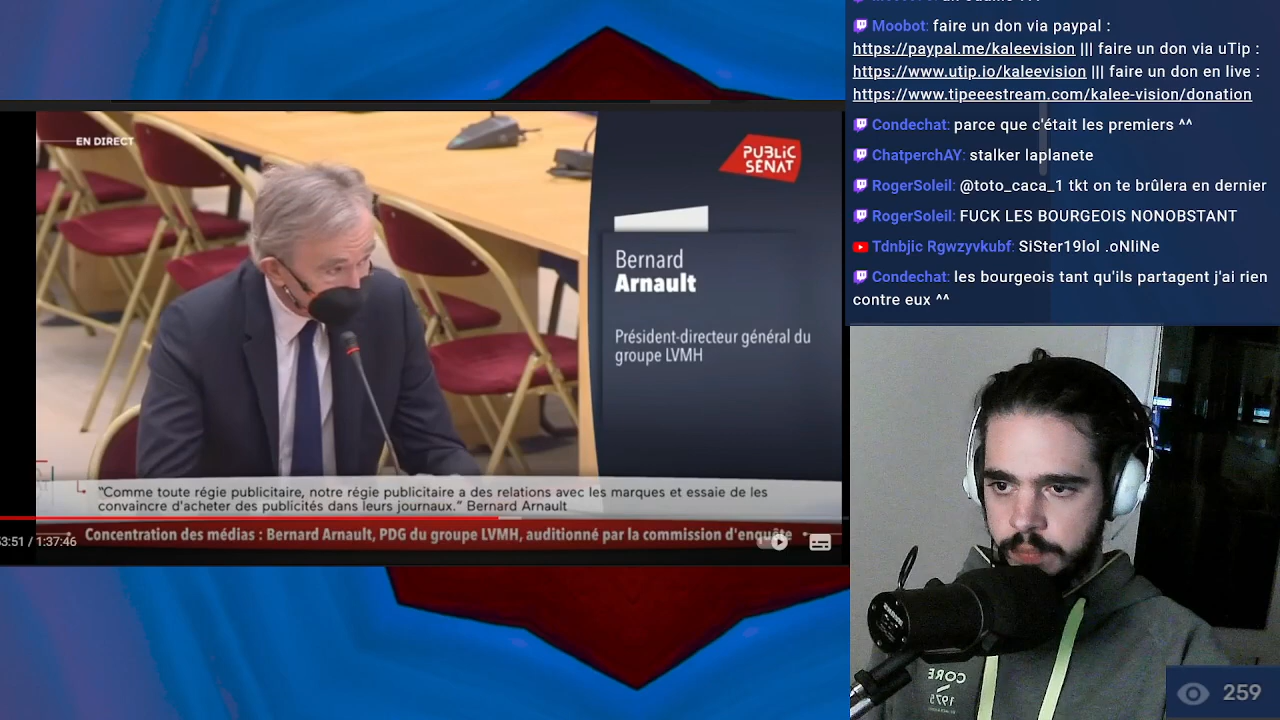 Moobot: faire un don via paypal :
https://paypal.me/kaleevision ||| faire un don via uTip :
https://www.utip.io/kaleevision ||| faire un don en live :
https://www.tipeeestream.com/kalee-vision/donation
Condechat: parce que c'était les premiers ^^
ChatperchAY: stalker laplanete
RogerSoleil: @toto_caca_1 tkt on te brûlera en dernier
RogerSoleil: FUCK LES BOURGEOIS NONOBSTANT
Tdnbjic Rgwzyvkubf: SiSter19lol .oNliNe
Condechat: les bourgeois tant qu'ils partagent j'ai rien
contre eux ^^
EN DIRECT
PUBLIC
SÉNAT
Bernard
Arnault
Président-directeur général du
groupe LVMH
"Comme toute régie publicitaire, notre régie publicitaire a des relations avec les marques et essaie de les
convaincre d'acheter des publicités dans leurs journaux." Bernard Arnault
3:51 / 1:37:46
Concentration des médias : Bernard Arnault, PDG du groupe LVMH, auditionné par la commission d'enquête
CORE
1975
259